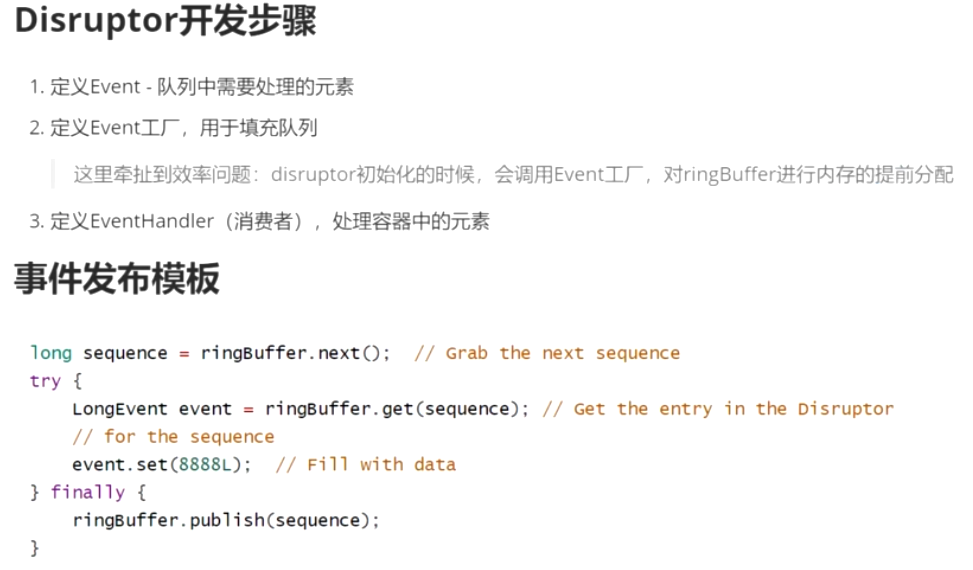 Disruptor开发步骤
1. 定义Event - 队列中需要处理的元素
2. 定义Event工厂，用于填充队列
这里牵扯到效率问题：disruptor初始化的时候，会调用Event工厂，对ringBuffer进行内存的提前分配
3. 定义EventHandler（消费者），处理容器中的元素
事件发布模板
long sequence = ringBuffer.next();  // Grab the next sequence
try {
    LongEvent event = ringBuffer.get(sequence); // Get the entry in the Disruptor
    // for the sequence
    event.set(8888L);  // Fill with data
} finally {
    ringBuffer.publish(sequence);
}